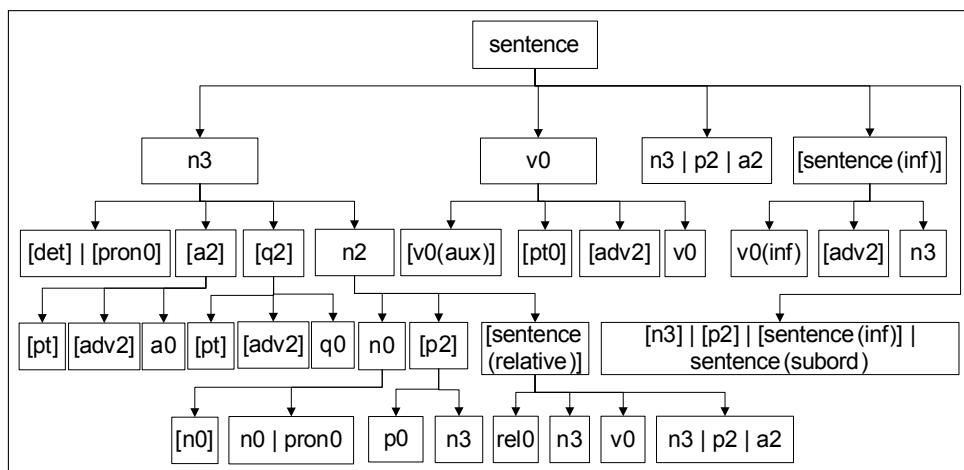 sentence
n3
v0
n3 | p2 | a2
[sentence (inf)]
[det] | [pron0]
[a2]
[q2]
n2
[v0(aux)]
[pt0]
[adv2]
v0
v0(inf)
[adv2]
n3
[pt]
[adv2]
a0
[pt]
[adv2]
q0
n0
[p2]
[sentence
(relative)]
[n3] | [p2] | [sentence (inf)] |
sentence (subord)
[n0]
n0 | pron0
p0
n3
rel0
n3
v0
n3 | p2 | a2